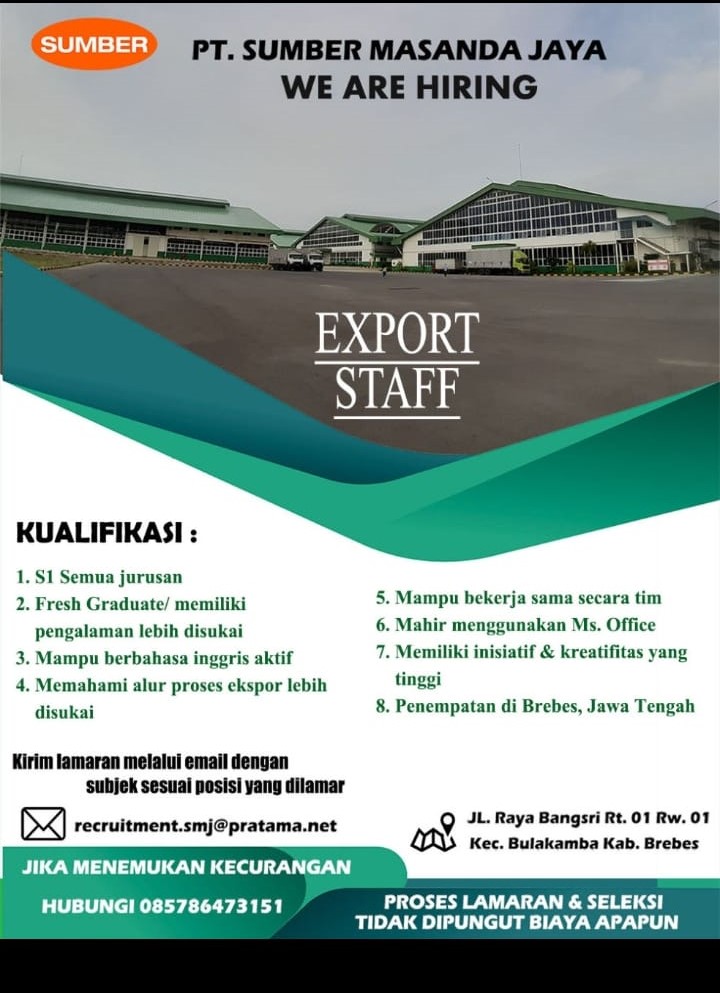 SUMBER
PT. SUMBER MASANDA JAYA
WE ARE HIRING
EXPORT
STAFF
KUALIFIKASI :
1. S1 Semua jurusan
2. Fresh Graduate/ memiliki
pengalaman lebih disukai
3. Mampu berbahasa inggris aktif
4. Memahami alur proses ekspor lebih
disukai
5. Mampu bekerja sama secara tim
6. Mahir menggunakan Ms. Office
7. Memiliki inisiatif & kreatifitas yang
tinggi
8. Penempatan di Brebes, Jawa Tengah
Kirim lamaran melalui email dengan
subjek sesuai posisi yang dilamar
recruitment.smj@pratama.net
JL. Raya Bangsri Rt. 01 Rw. 01
Kec. Bulakamba Kab. Brebes
JIKA MENEMUKAN KECURANGAN
HUBUNGI 085786473151
PROSES LAMARAN & SELEKSI
TIDAK DIPUNGUT BIAYA APAPUN